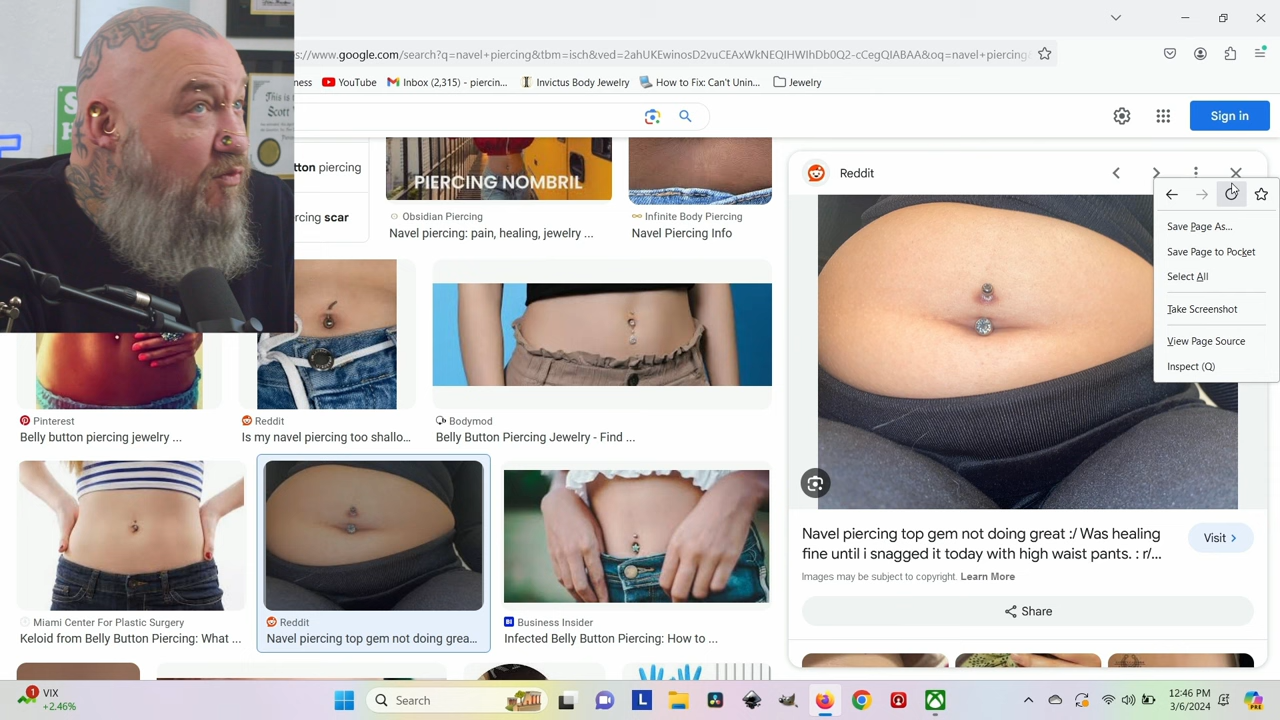 s://www.google.com/search?q=navel+piercing&tbm=isch&ved=2ahUKEwinosD2vuCEAxWkNEQIHWIhDb0Q2-cCegQIABAA&oq=navel+piercing
ness
YouTube
Inbox (2,315) - piercin...
Invictus Body Jewelry
How to Fix: Can't Unin...
Jewelry
This is
Scott
Sign in
tton piercing
rcing scar
PIERCING NOMBRIL
Obsidian Piercing
Navel piercing: pain, healing, jewelry ...
Infinite Body Piercing
Navel Piercing Info
Reddit
Save Page As...
Save Page to Pocket
Select All
Take Screenshot
View Page Source
Inspect (Q)
Pinterest
Belly button piercing jewelry ...
Reddit
Is my navel piercing too shallo...
Bodymod
Belly Button Piercing Jewelry - Find ...
Miami Center For Plastic Surgery
Keloid from Belly Button Piercing: What ...
Reddit
Navel piercing top gem not doing grea...
BI Business Insider
Infected Belly Button Piercing: How to ...
Navel piercing top gem not doing great :/ Was healing
fine until i snagged it today with high waist pants. : r/...
Visit
Images may be subject to copyright. Learn More
Share
1
VIX
+2.46%
Search
L
12:46 PM
3/6/2024